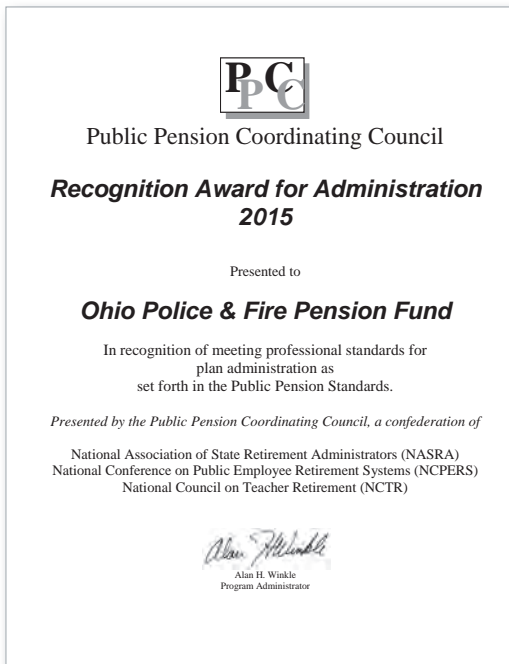 PPCC
Public Pension Coordinating Council
Recognition Award for Administration
2015
Presented to
Ohio Police & Fire Pension Fund
In recognition of meeting professional standards for
plan administration as
set forth in the Public Pension Standards.
Presented by the Public Pension Coordinating Council, a confederation of
National Association of State Retirement Administrators (NASRA)
National Conference on Public Employee Retirement Systems (NCPERS)
National Council on Teacher Retirement (NCTR)
Alan H Winkle
Alan H. Winkle
Program Administrator